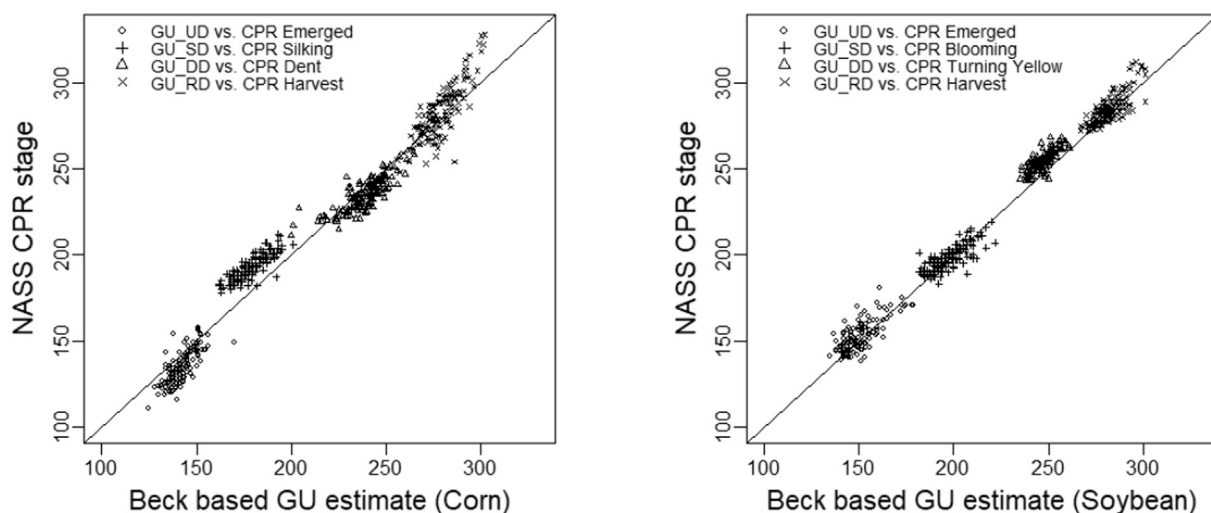 GU_UD vs. CPR Emerged
GU_SD vs. CPR Silking
GU_DD vs. CPR Dent
GU_RD vs. CPR Harvest
NASS CPR stage
300
250
200
150
100
100 150 200 250 300
Beck based GU estimate (Corn)
GU_UD vs. CPR Emerged
GU_SD vs. CPR Blooming
GU_DD vs. CPR Turning Yellow
GU_RD vs. CPR Harvest
NASS CPR stage
300
250
200
150
100
100 150 200 250 300
Beck based GU estimate (Soybean)